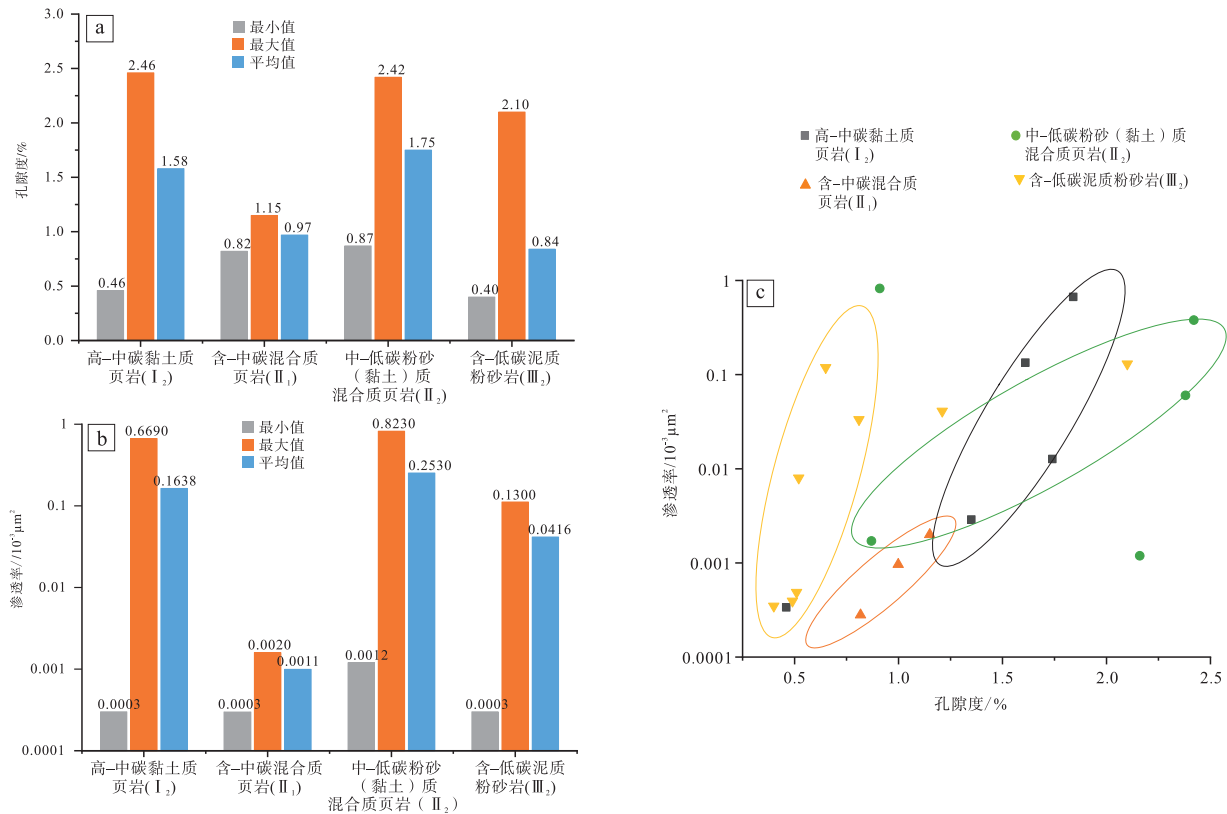 a
最小值
最大值
平均值
孔隙度/%
3.0
2.5
2.0
1.5
1.0
0.5
0.0
0.46
2.46
1.58
0.82
1.15
0.97
0.87
2.42
1.75
0.40
2.10
0.84
高–中碳黏土质
页岩(Ⅰ₂)
含–中碳混合质
页岩(Ⅱ₁)
中–低碳粉砂
(黏土)质
混合质页岩(Ⅱ₂)
含–低碳泥质
粉砂岩(Ⅲ₂)
b
最小值
最大值
平均值
渗透率//10⁻³μm²
1
0.1
0.01
0.001
0.0001
0.0003
0.6690
0.1638
0.0003
0.0020
0.0011
0.0012
0.8230
0.2530
0.0003
0.1300
0.0416
高–中碳黏土质
页岩(Ⅰ₂)
含–中碳混合质
页岩(Ⅱ₁)
中–低碳粉砂
(黏土)质
混合质页岩(Ⅱ₂)
含–低碳泥质
粉砂岩(Ⅲ₂)
高–中碳黏土质
页岩(Ⅰ₂)
中–低碳粉砂(黏土)质
混合质页岩(Ⅱ₂)
含–中碳混合质
页岩(Ⅱ₁)
含–低碳泥质粉砂岩(Ⅲ₂)
c
渗透率/10⁻³μm²
1
0.1
0.01
0.001
0.0001
0.5
1.0
1.5
2.0
2.5
孔隙度/%